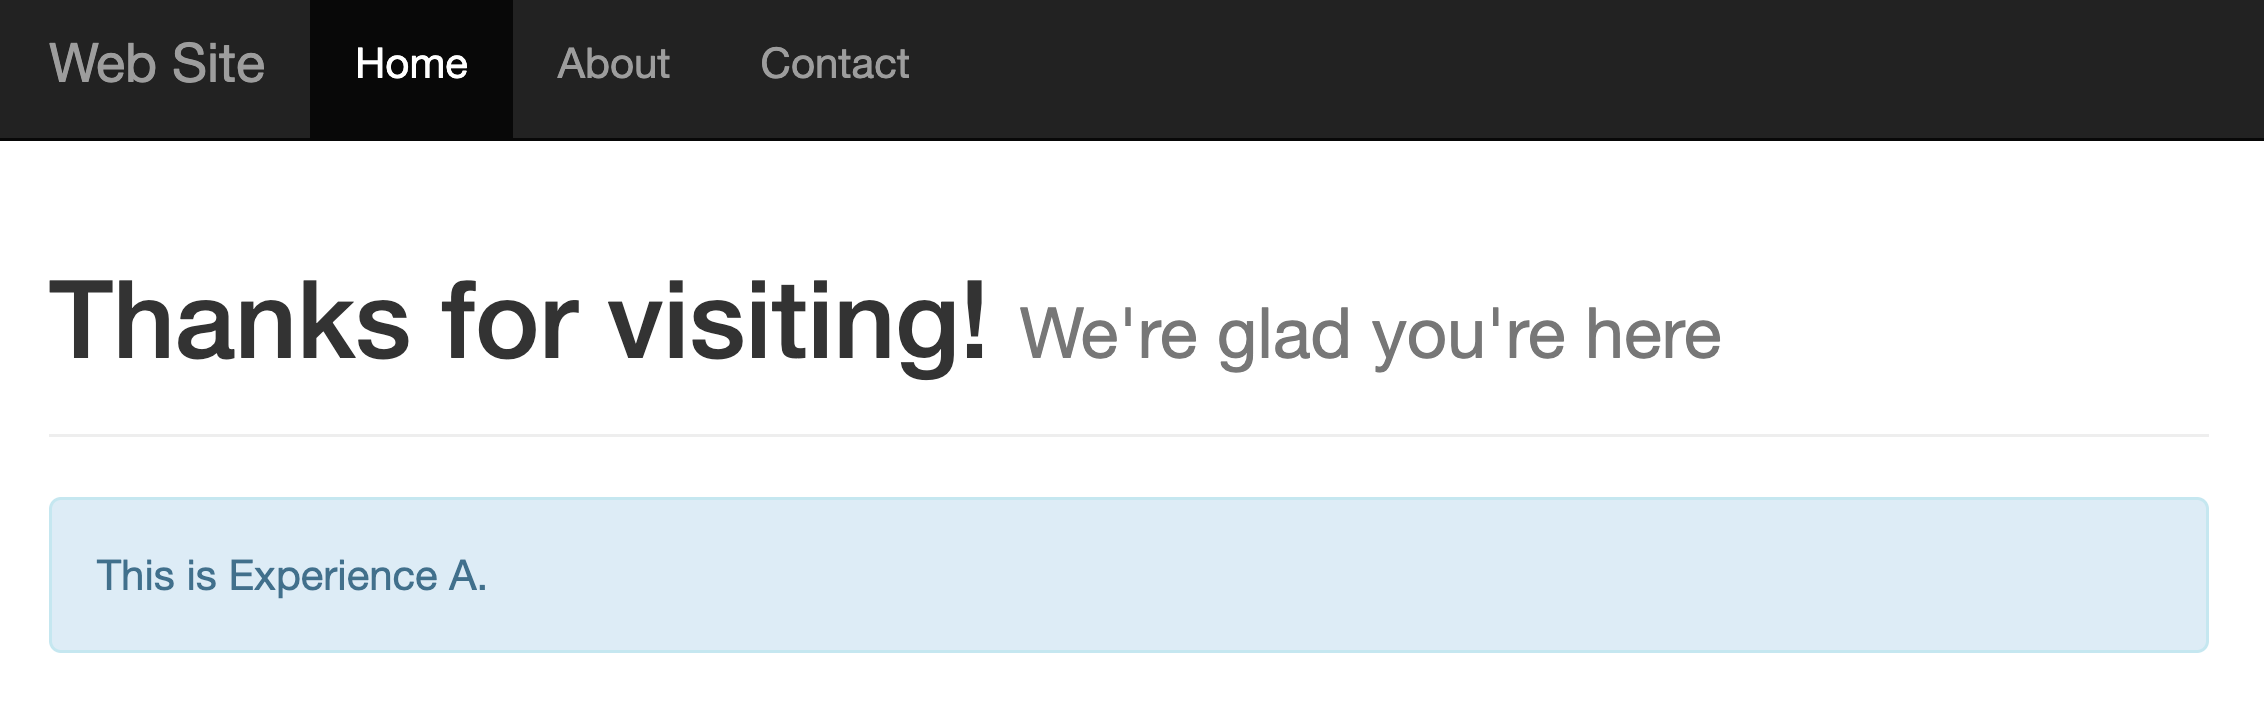 Web Site Home About Contact
Thanks for visiting! We're glad you're here
This is Experience A.